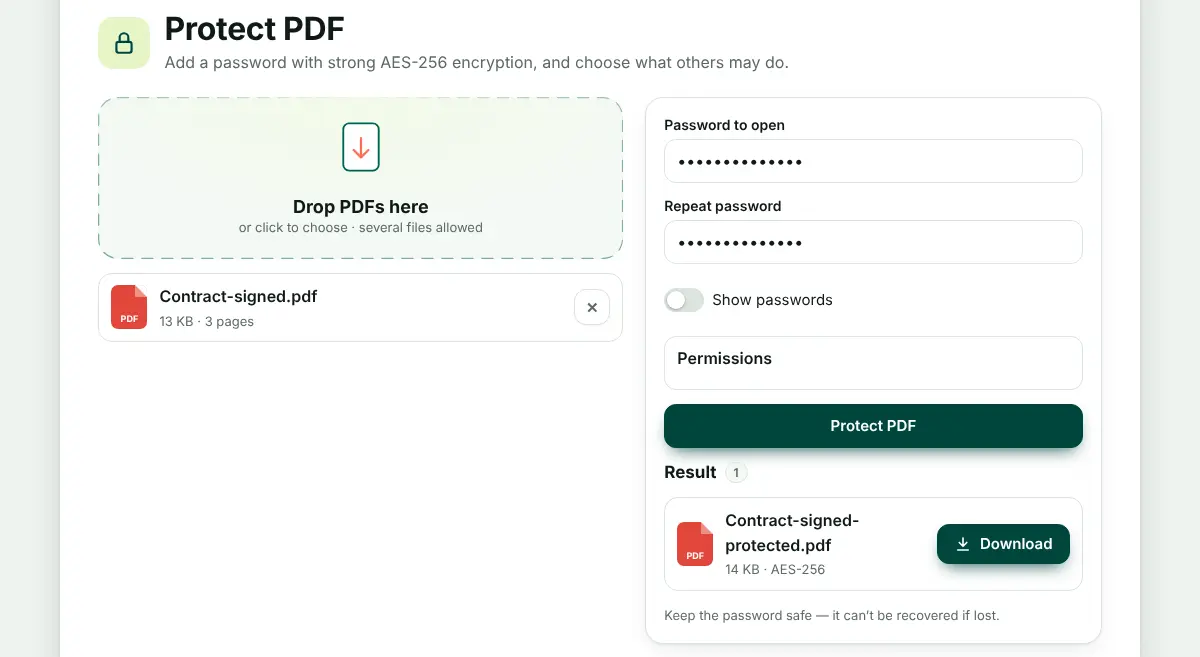 Protect PDF
Add a password with strong AES-256 encryption, and choose what others may do.
Drop PDFs here
or click to choose · several files allowed
PDF
Contract-signed.pdf
13 KB · 3 pages
Password to open
••••••••••••••
Repeat password
••••••••••••••
Show passwords
Permissions
Protect PDF
Result 1
PDF
Contract-signed-
protected.pdf
14 KB · AES-256
Download
Keep the password safe — it can’t be recovered if lost.